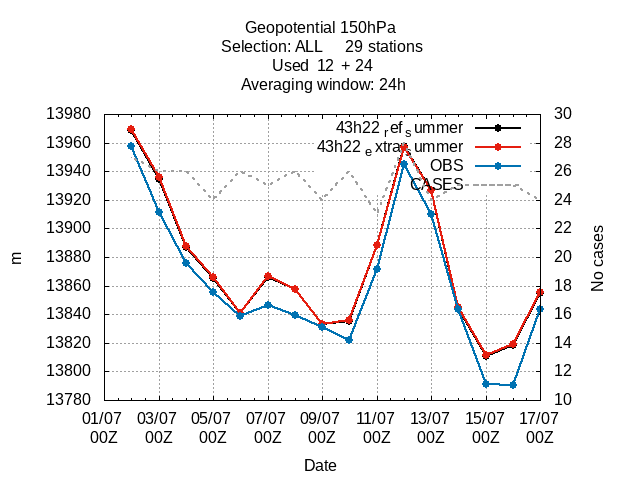 Geopotential 150hPa
Selection: ALL     29 stations
Used  12  + 24
Averaging window: 24h
13980 30
43h22 ref summer
13960 28
43h22 extra summer
OBS
13940 26
CASES
13920 24
13900 22
13880 20
13860 18
13840 16
13820 14
13800 12
13780 10
m
No cases
01/07 03/07 05/07 07/07 09/07 11/07 13/07 15/07 17/07
00Z 00Z 00Z 00Z 00Z 00Z 00Z 00Z 00Z
Date